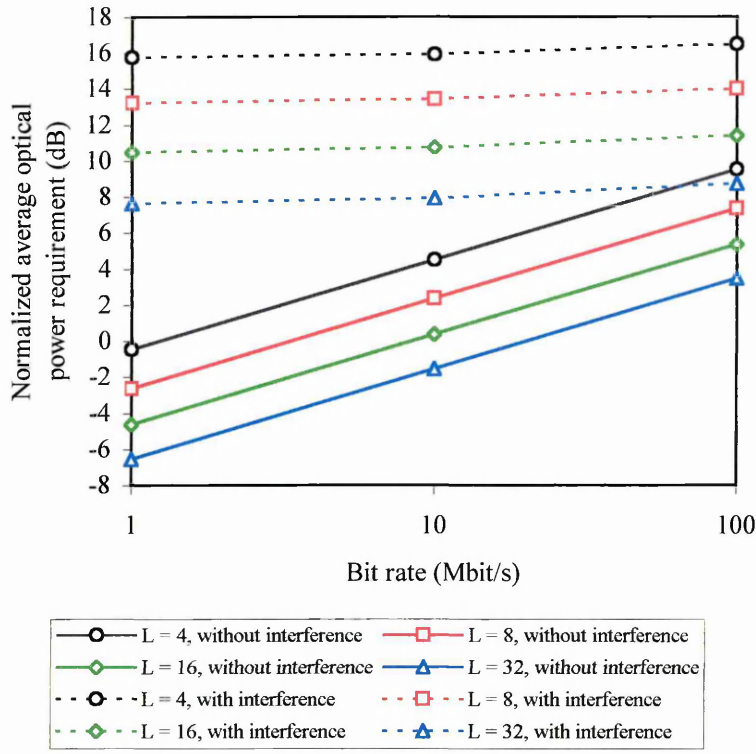 18
16
14
12
10
8
6
4
2
0
-2
-4
-6
-8
Normalized average optical
power requirement (dB)
1 10 100
Bit rate (Mbit/s)
L = 4, without interference L = 8, without interference
L = 16, without interference L = 32, without interference
L = 4, with interference L = 8, with interference
L = 16, with interference L = 32, with interference